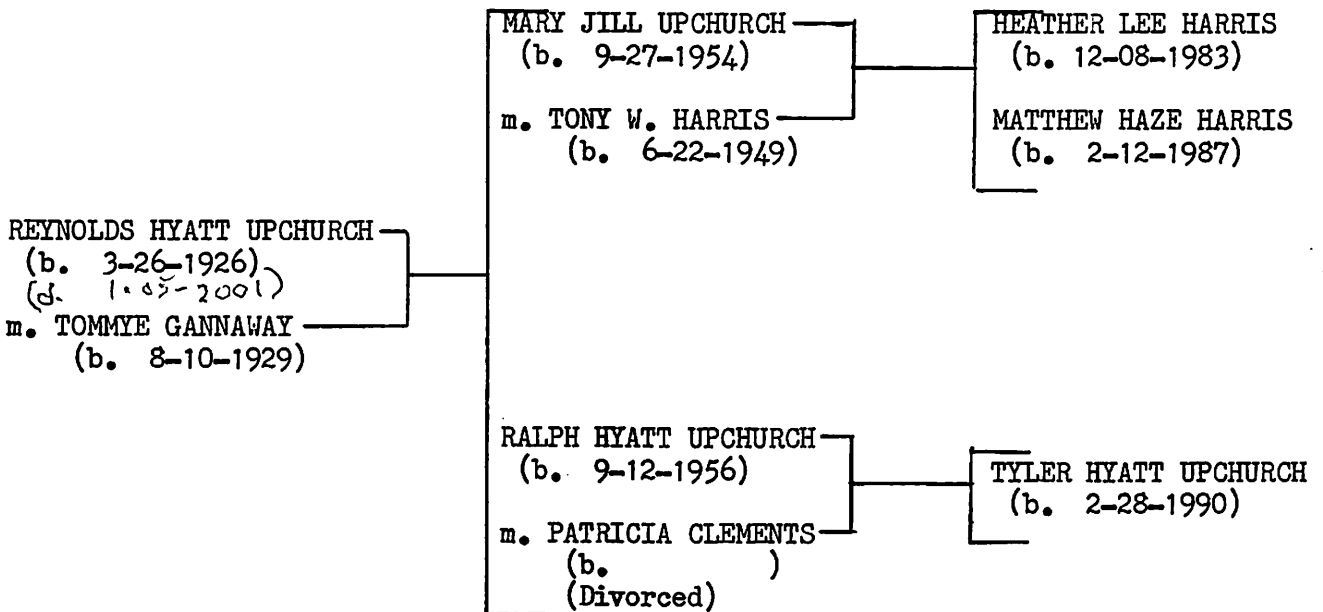 REYNOLDS HYATT UPCHURCH
(b. 3-26-1926)
(d. 1-05-2001)
m. TOMMYE GANNAWAY
(b. 8-10-1929)
MARY JILL UPCHURCH
(b. 9-27-1954)
m. TONY W. HARRIS
(b. 6-22-1949)
RALPH HYATT UPCHURCH
(b. 9-12-1956)
m. PATRICIA CLEMENTS
(b. )
(Divorced)
HEATHER LEE HARRIS
(b. 12-08-1983)
MATTHEW HAZE HARRIS
(b. 2-12-1987)
TYLER HYATT UPCHURCH
(b. 2-28-1990)